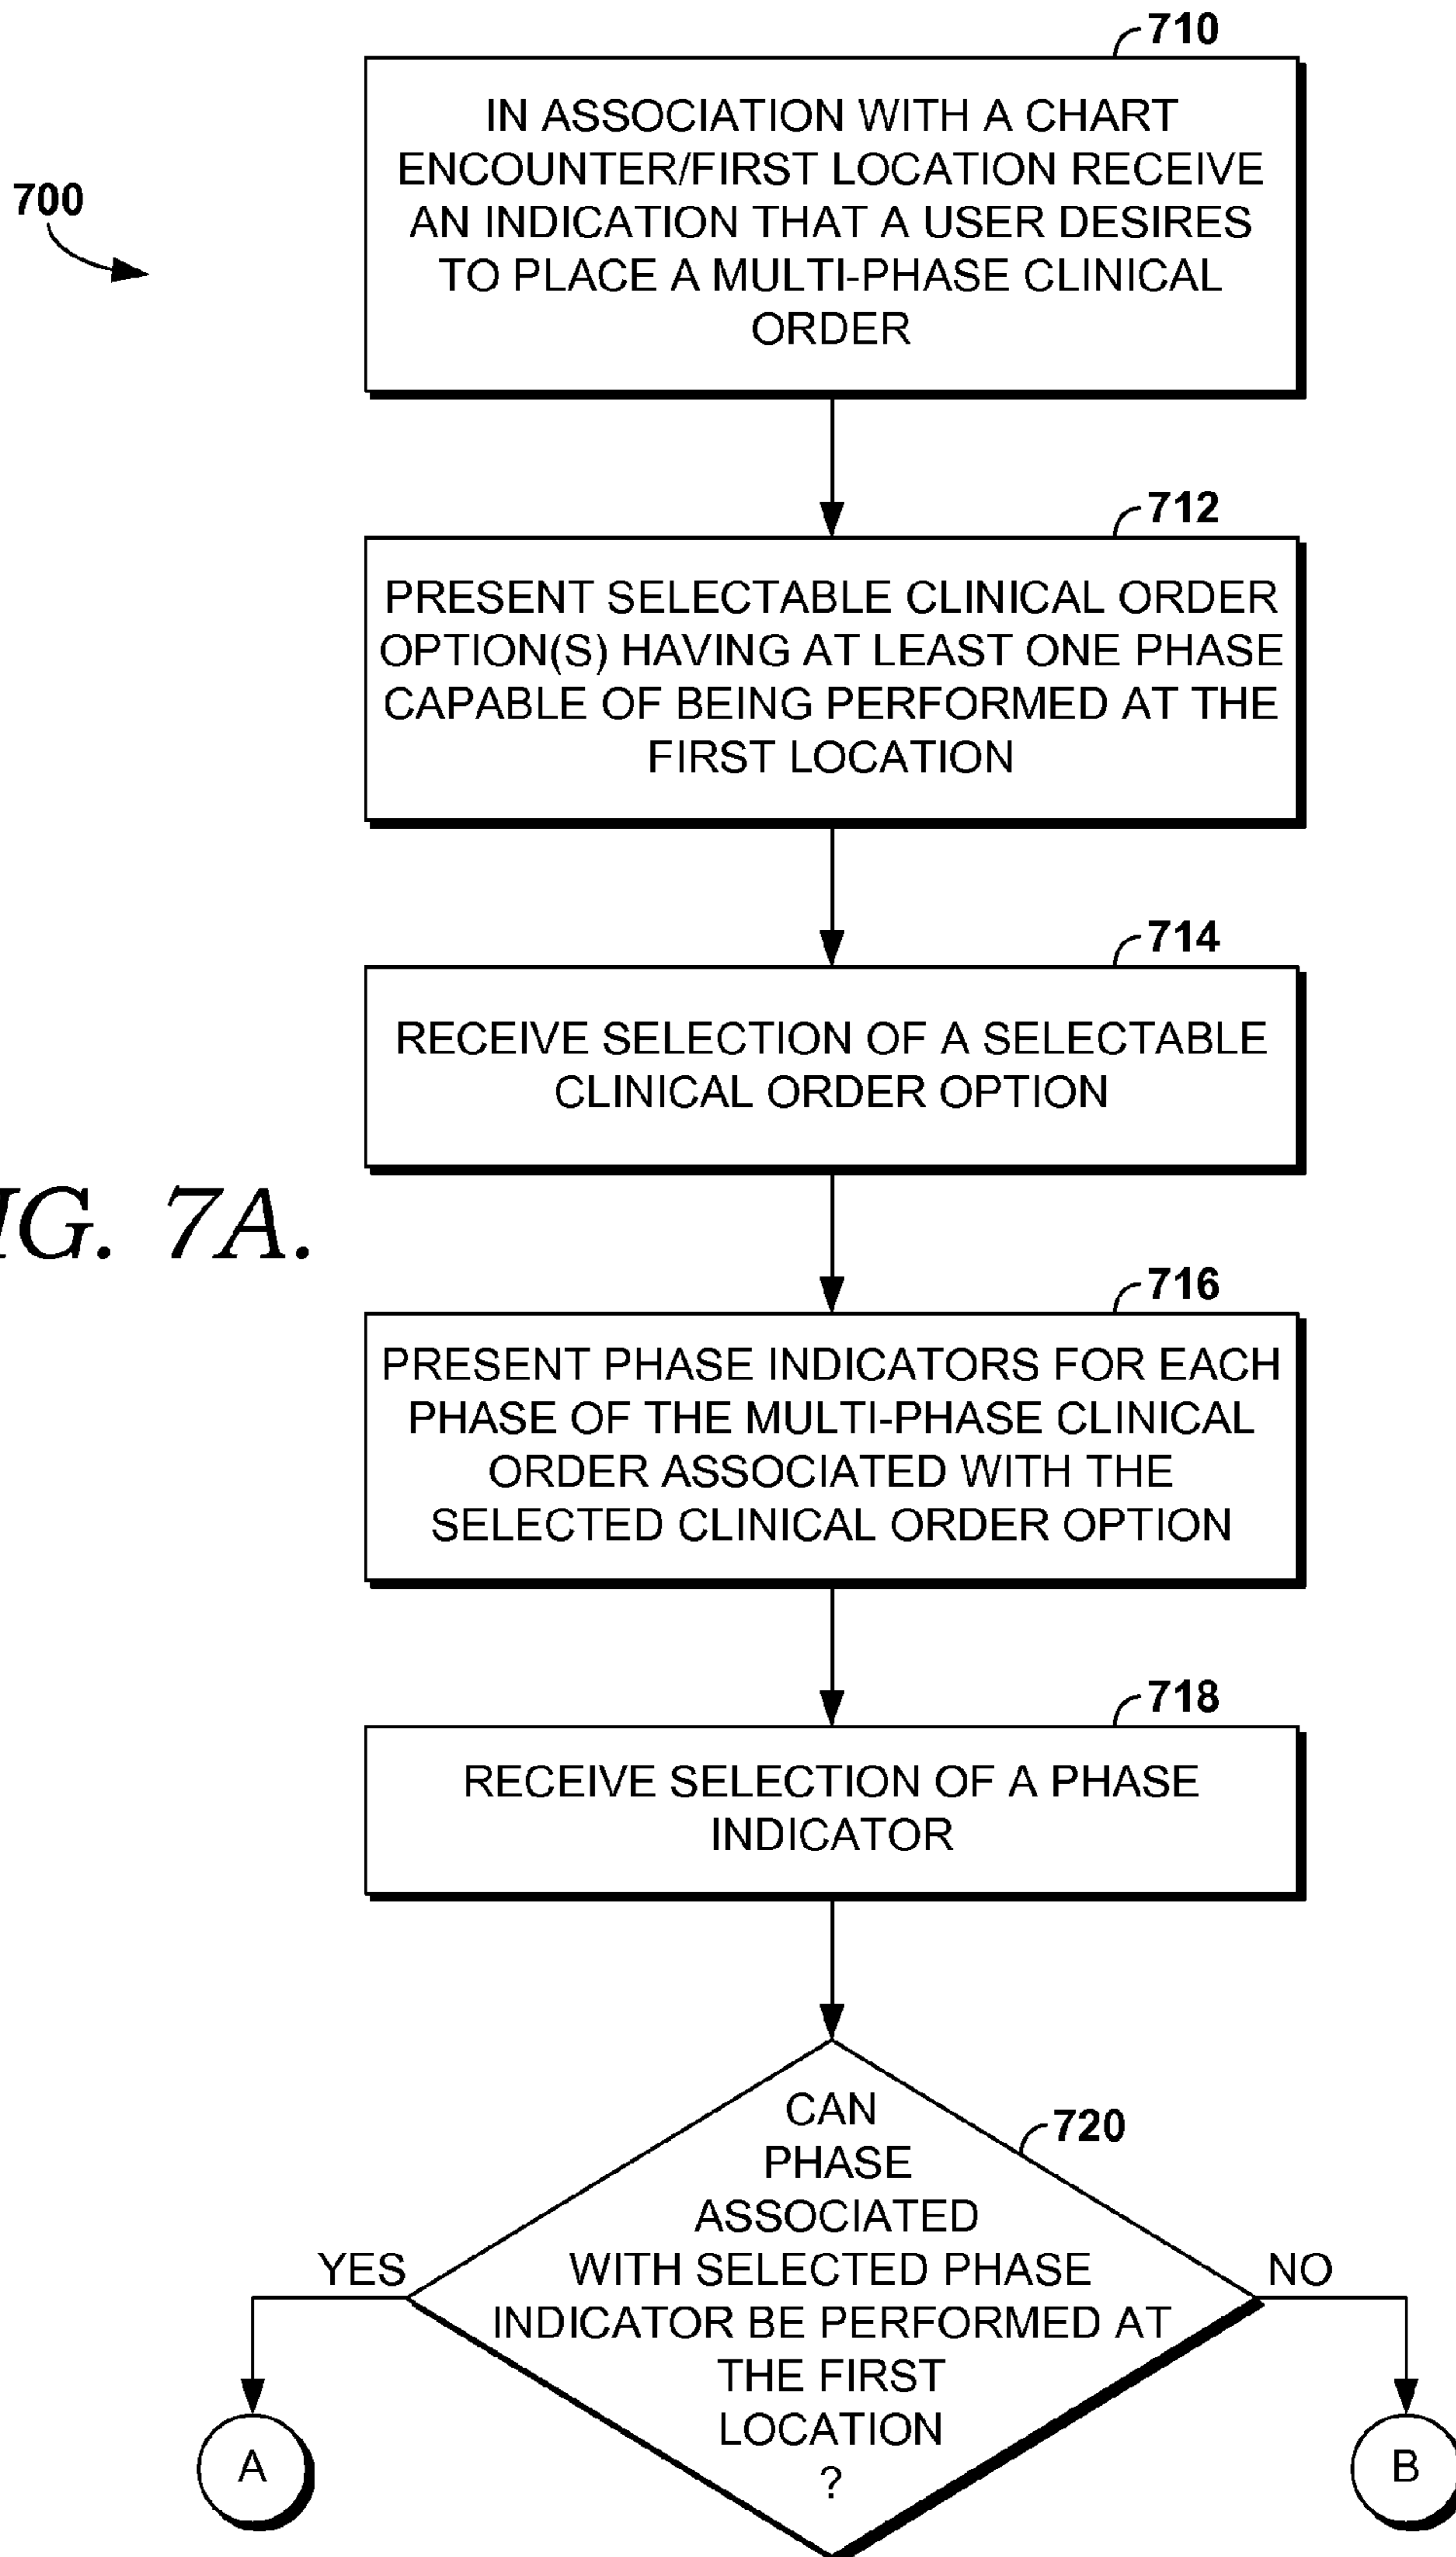 710
IN ASSOCIATION WITH A CHART
ENCOUNTER/FIRST LOCATION RECEIVE
AN INDICATION THAT A USER DESIRES
TO PLACE A MULTI-PHASE CLINICAL
ORDER
700
712
PRESENT SELECTABLE CLINICAL ORDER
OPTION(S) HAVING AT LEAST ONE PHASE
CAPABLE OF BEING PERFORMED AT THE
FIRST LOCATION
714
RECEIVE SELECTION OF A SELECTABLE
CLINICAL ORDER OPTION
IG. 7A.
716
PRESENT PHASE INDICATORS FOR EACH
PHASE OF THE MULTI-PHASE CLINICAL
ORDER ASSOCIATED WITH THE
SELECTED CLINICAL ORDER OPTION
718
RECEIVE SELECTION OF A PHASE
INDICATOR
720
CAN
PHASE
ASSOCIATED
WITH SELECTED PHASE
INDICATOR BE PERFORMED AT
THE FIRST
LOCATION
?
YES
NO
A
B